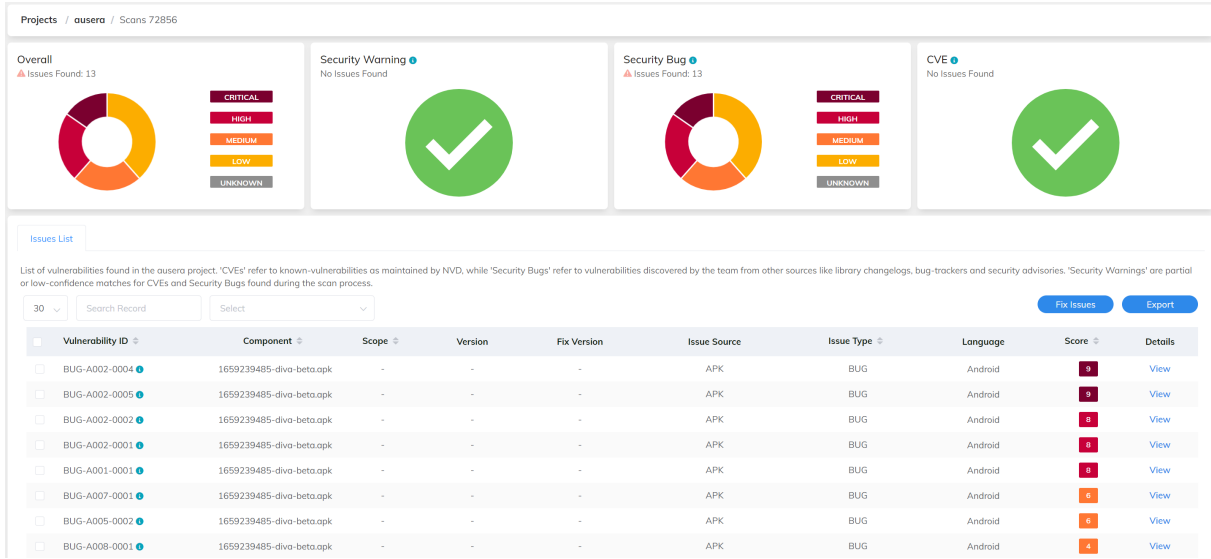 Projects / ausera / Scans 72856
Overall
Issues Found: 13
CRITICAL
HIGH
MEDIUM
LOW
UNKNOWN
Security Warning
No Issues Found
Security Bug
Issues Found: 13
CRITICAL
HIGH
MEDIUM
LOW
UNKNOWN
CVE
No Issues Found
Issues List
List of vulnerabilities found in the ausera project. 'CVEs' refer to known-vulnerabilities as maintained by NVD, while 'Security Bugs' refer to vulnerabilities discovered by the team from other sources like library changelogs, bug-trackers and security advisories. 'Security Warnings' are partial
or low-confidence matches for CVEs and Security Bugs found during the scan process.
30 Search Record Select Fix Issues Export
Vulnerability ID Component Scope Version Fix Version Issue Source Issue Type Language Score Details
BUG-A002-0004 1659239485-diva-beta.apk - - - APK BUG Android 9 View
BUG-A002-0005 1659239485-diva-beta.apk - - - APK BUG Android 9 View
BUG-A002-0002 1659239485-diva-beta.apk - - - APK BUG Android 8 View
BUG-A002-0001 1659239485-diva-beta.apk - - - APK BUG Android 8 View
BUG-A001-0001 1659239485-diva-beta.apk - - - APK BUG Android 8 View
BUG-A007-0001 1659239485-diva-beta.apk - - - APK BUG Android 6 View
BUG-A005-0002 1659239485-diva-beta.apk - - - APK BUG Android 6 View
BUG-A008-0001 1659239485-diva-beta.apk - - - APK BUG Android 4 View